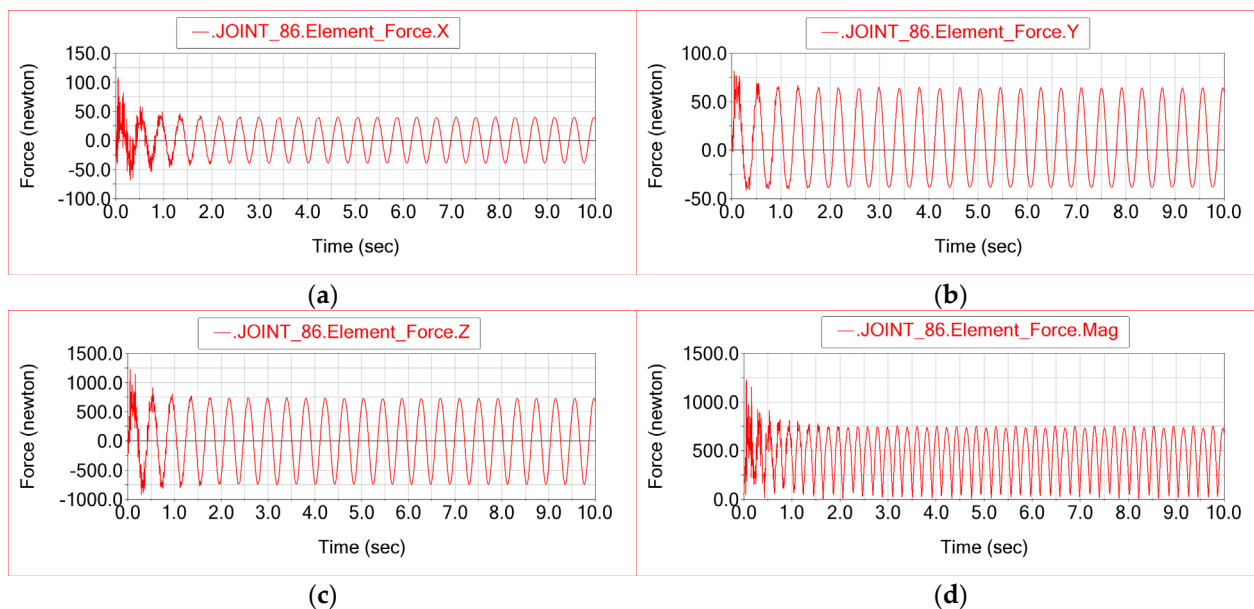 .JOINT_86.Element_Force.X
150.0
100.0
50.0
0.0
-50.0
-100.0
Force (newton)
0.0 1.0 2.0 3.0 4.0 5.0 6.0 7.0 8.0 9.0 10.0
Time (sec)
(a)
.JOINT_86.Element_Force.Y
100.0
50.0
0.0
-50.0
Force (newton)
0.0 1.0 2.0 3.0 4.0 5.0 6.0 7.0 8.0 9.0 10.0
Time (sec)
(b)
.JOINT_86.Element_Force.Z
1500.0
1000.0
500.0
0.0
-500.0
-1000.0
Force (newton)
0.0 1.0 2.0 3.0 4.0 5.0 6.0 7.0 8.0 9.0 10.0
Time (sec)
(c)
.JOINT_86.Element_Force.Mag
1500.0
1000.0
500.0
0.0
Force (newton)
0.0 1.0 2.0 3.0 4.0 5.0 6.0 7.0 8.0 9.0 10.0
Time (sec)
(d)